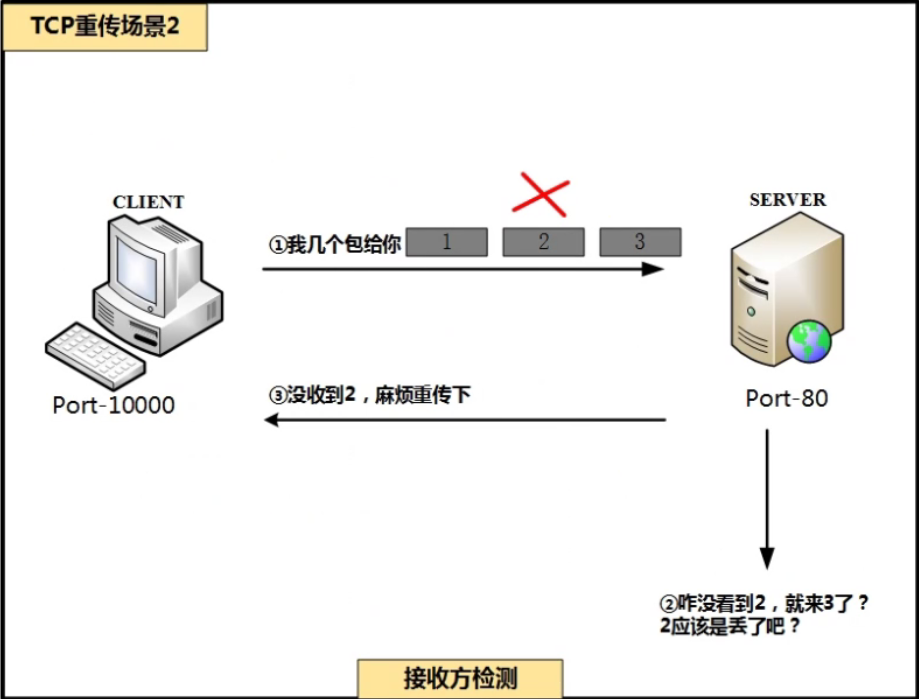 TCP重传场景2
CLIENT
SERVER
①我几个包给你 1 2 3
③没收到2，麻烦重传下
Port-10000
Port-80
②咋没看到2，就来3了？
2应该是丢了吧？
接收方检测